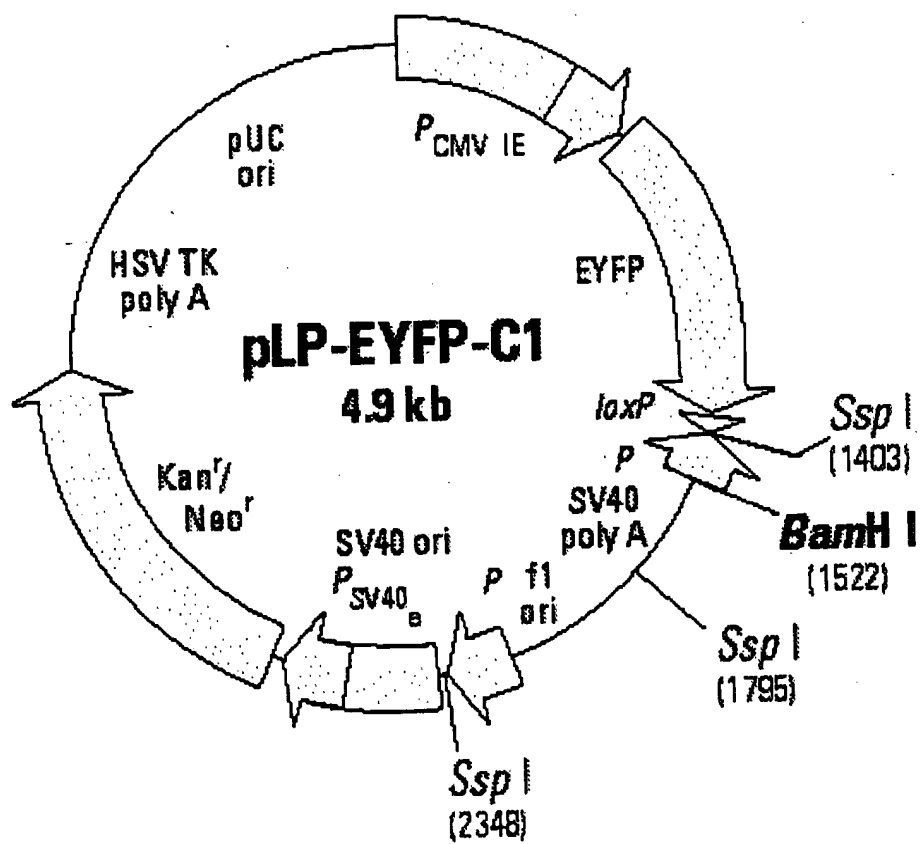 P CMV IE
pUC
ori
EYFP
HSV TK
poly A
pLP-EYFP-C1
4.9 kb
loxP
Ssp I
(1403)
P
SV40
poly A
BamH I
(1522)
Kanʳ/
Neoʳ
SV40 ori
P SV40 e
P f1
ori
Ssp I
(1795)
Ssp I
(2348)